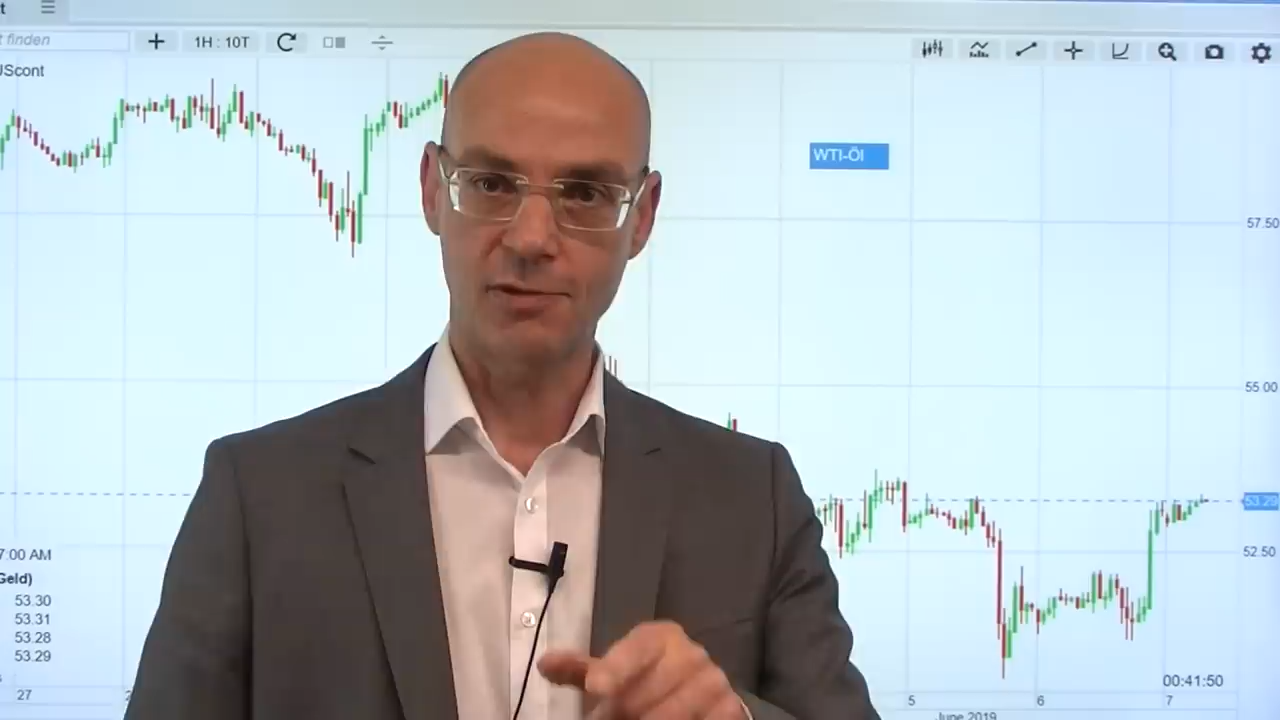 t
t finden
1H : 10T
UScont
WTI-Öl
57.50
55.00
53.29
52.50
7:00 AM
Geld)
53.30
53.31
53.28
53.29
00:41:50
27
5
6
7
June 2019